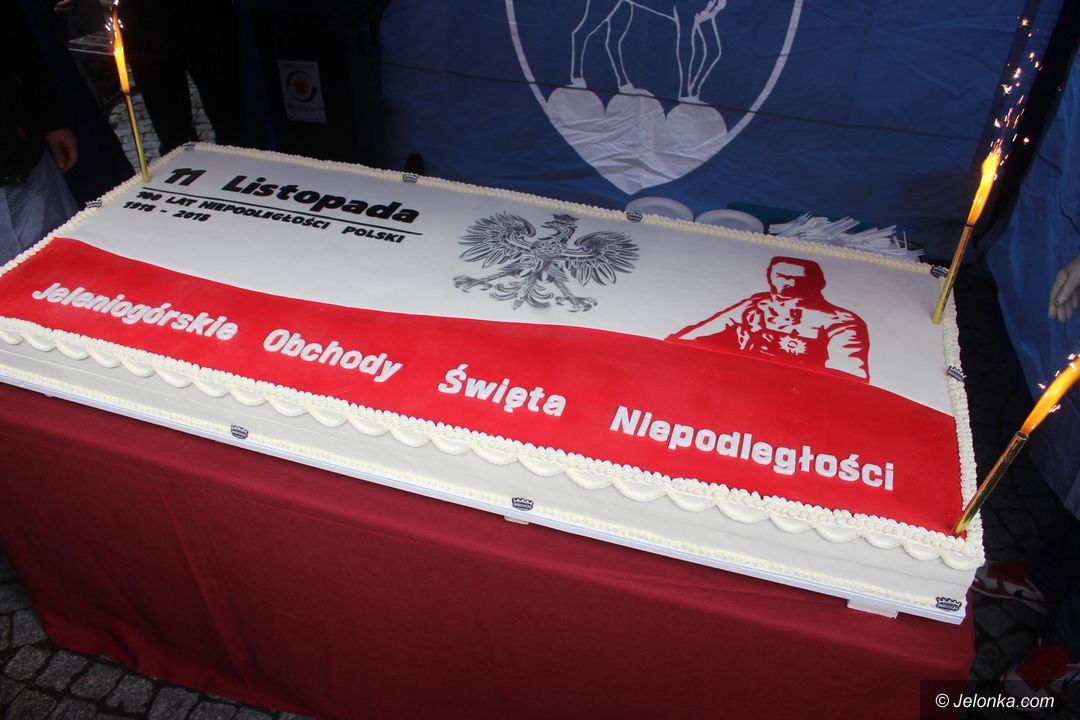 11 Listopada
100 LAT NIEPODLEGŁOŚCI POLSKI
1918 - 2018
Jeleniogórskie Obchody Święta Niepodległości
© Jelonka.com